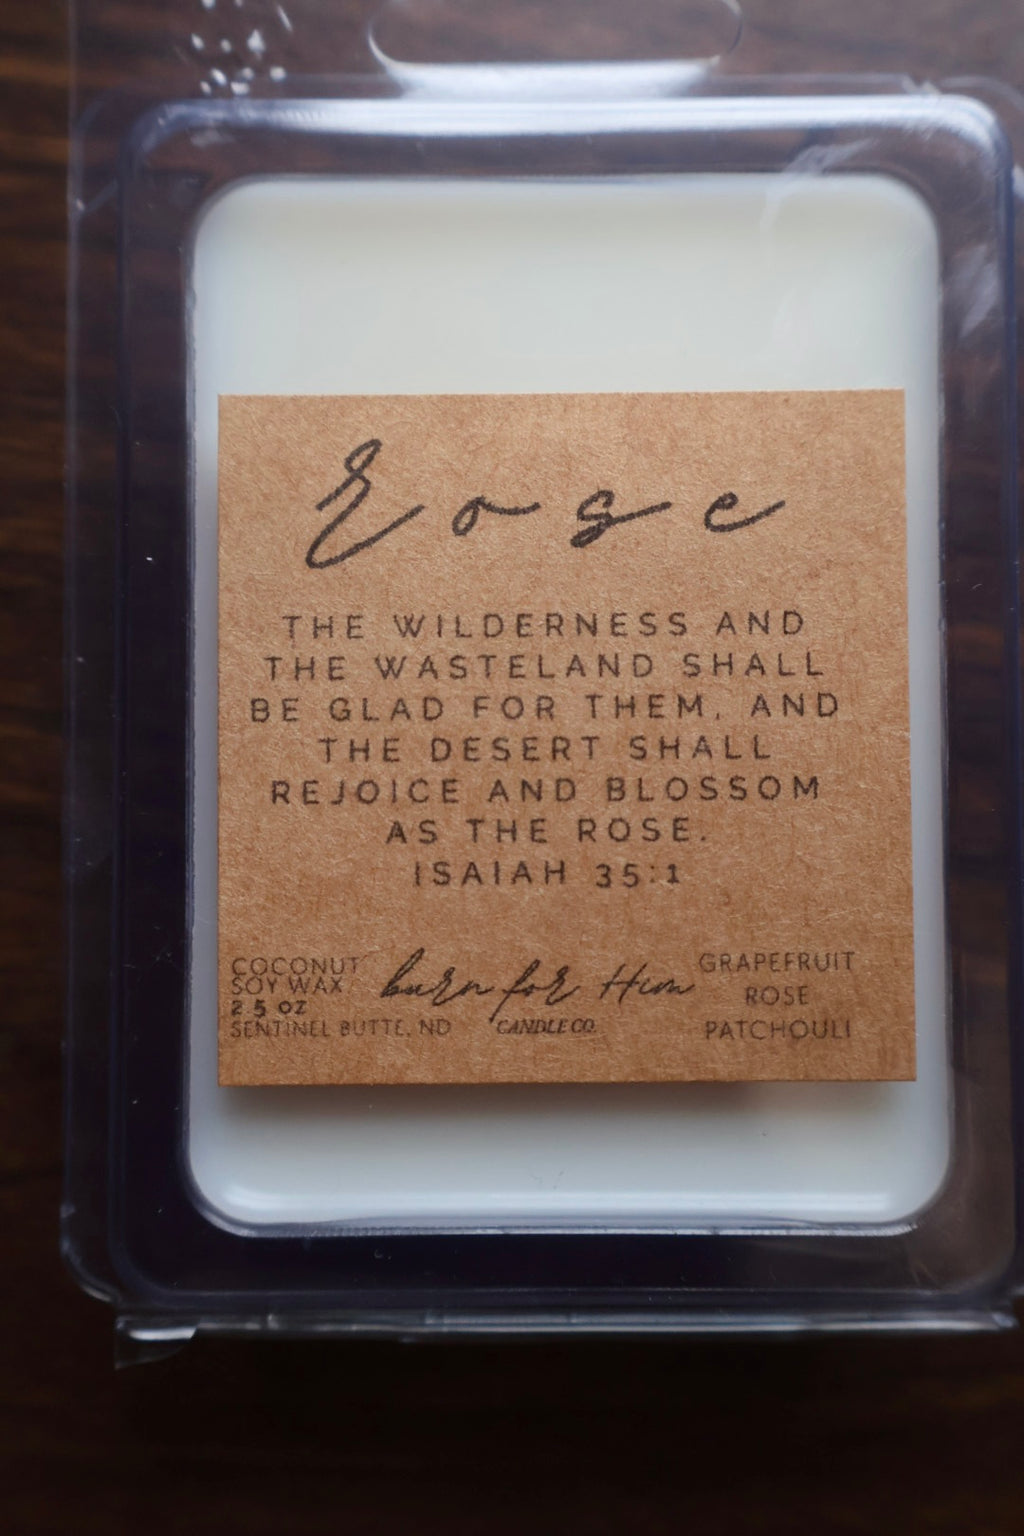 Rose
THE WILDERNESS AND
THE WASTELAND SHALL
BE GLAD FOR THEM, AND
THE DESERT SHALL
REJOICE AND BLOSSOM
AS THE ROSE.
ISAIAH 35:1
COCONUT
SOY WAX
2.5 OZ
SENTINEL BUTTE, ND
burn for Him
CANDLE CO.
GRAPEFRUIT
ROSE
PATCHOULI